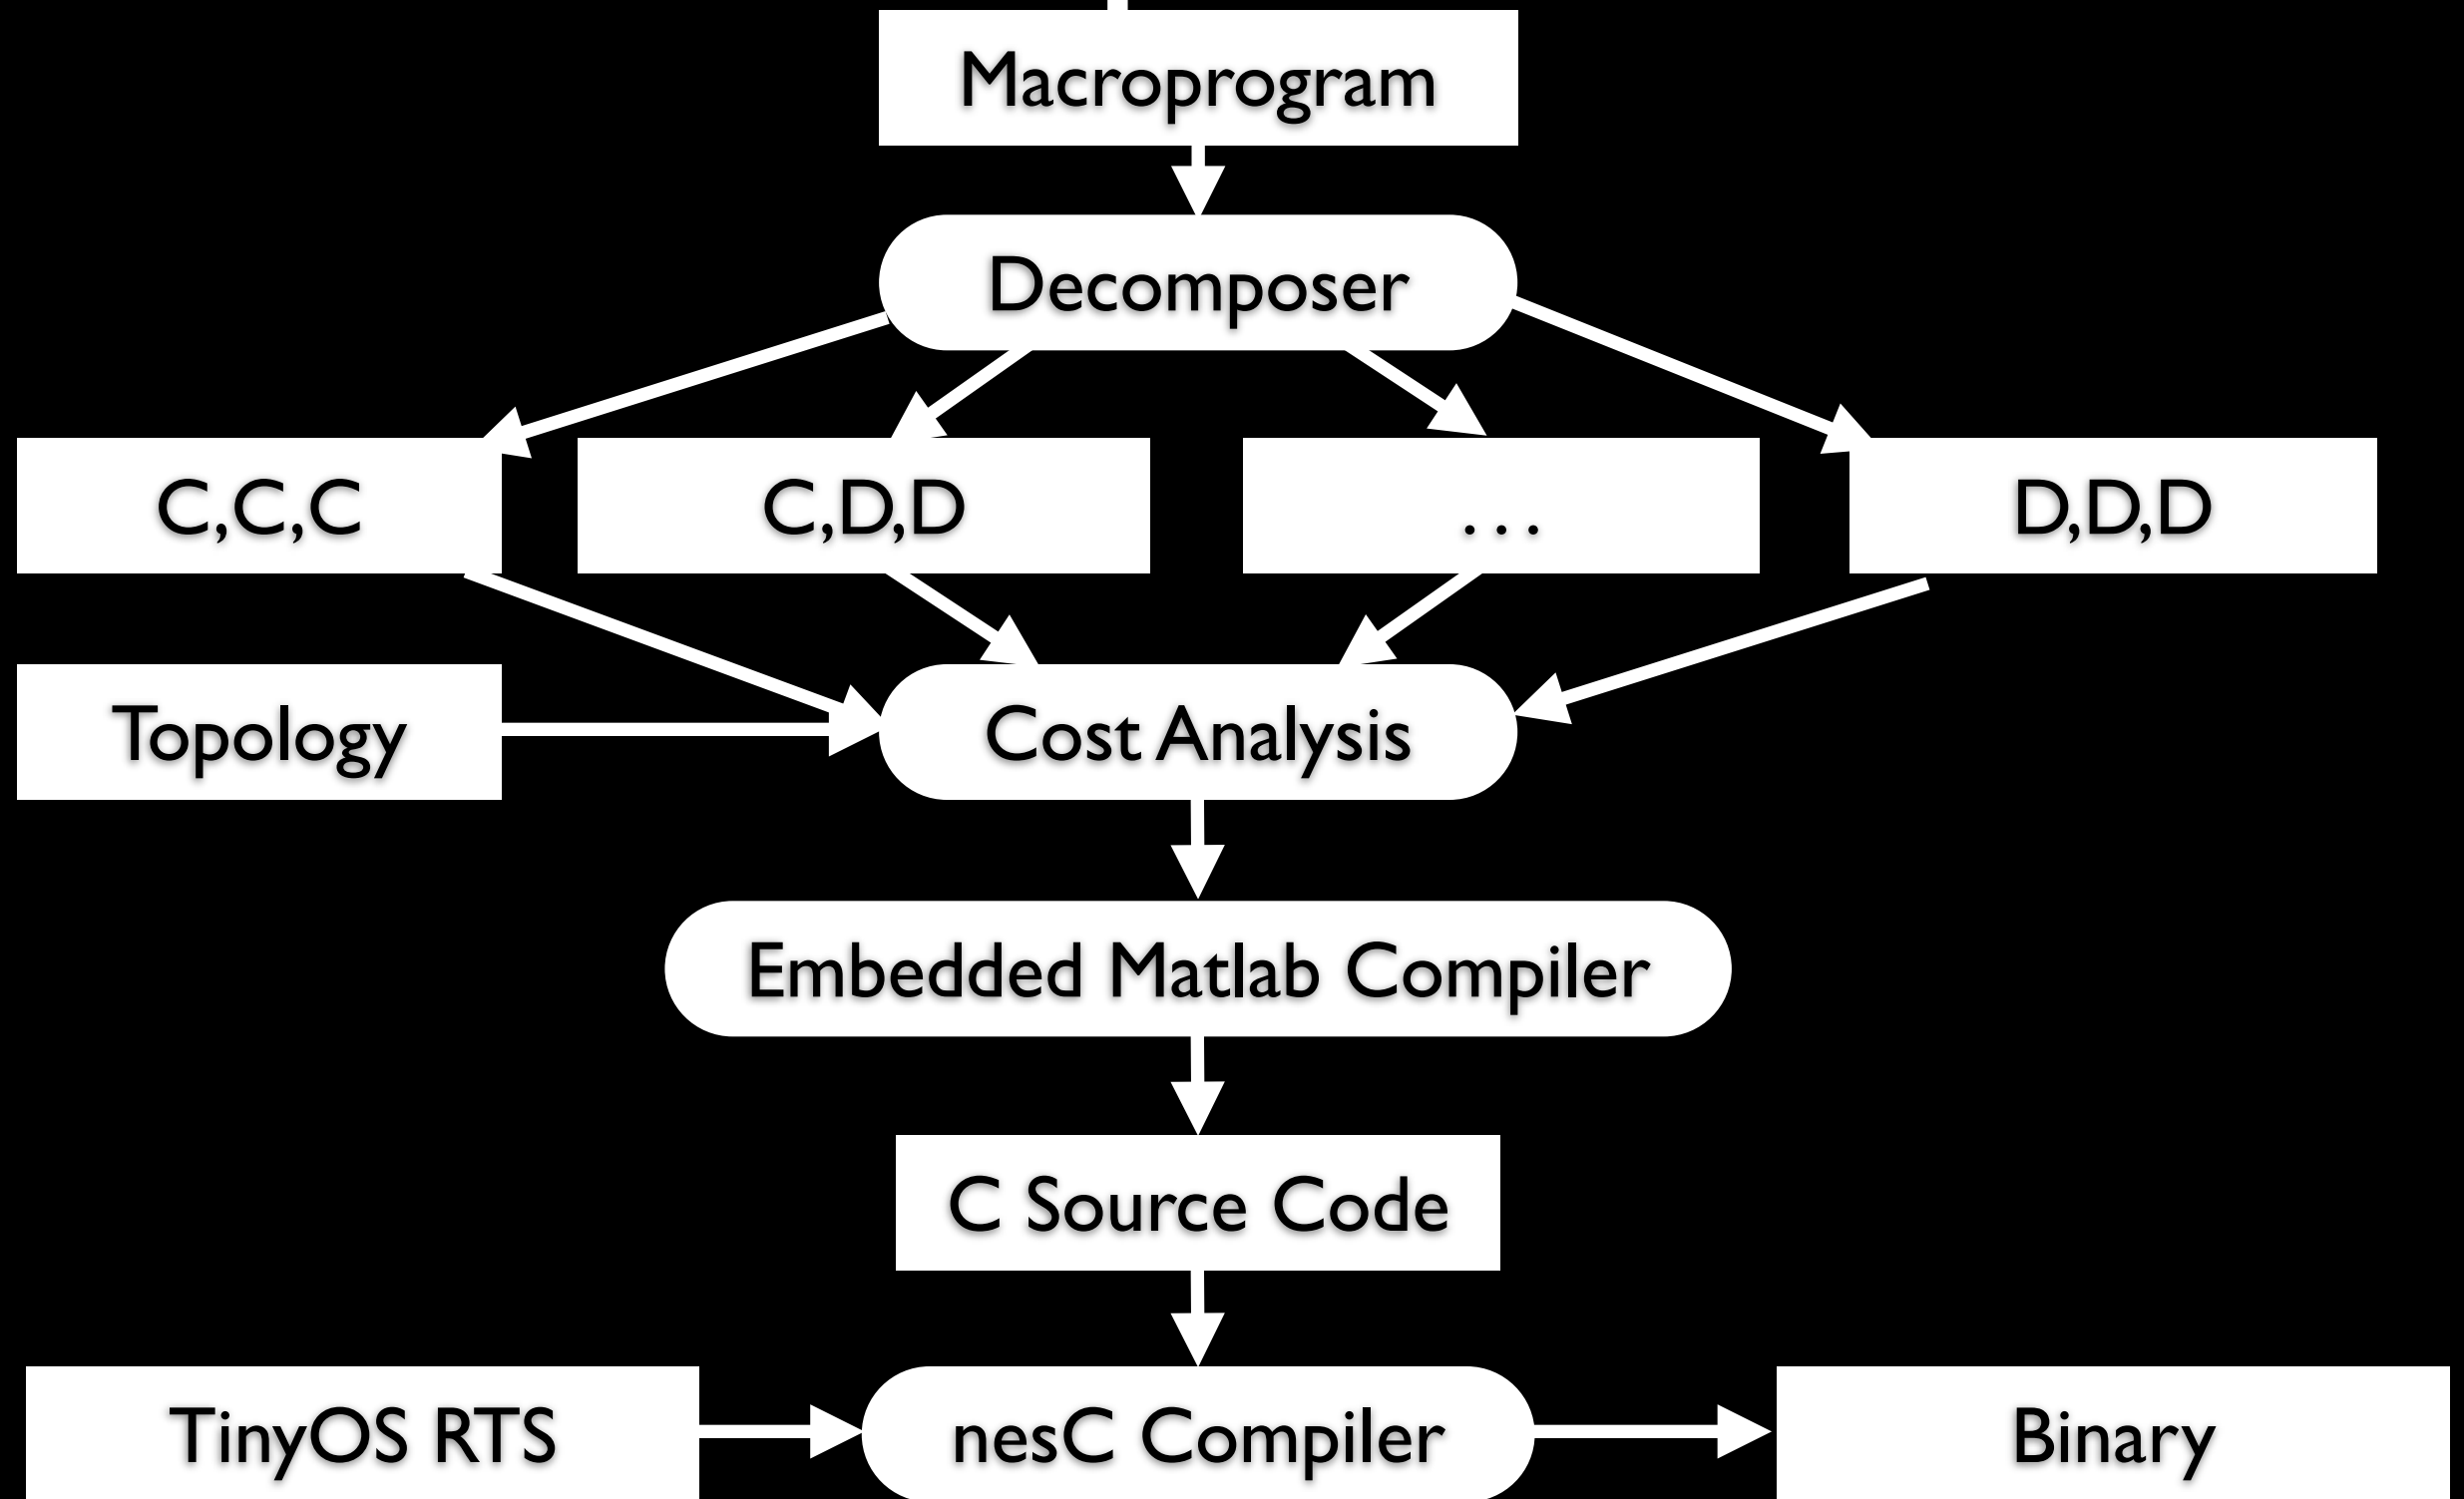 Macroprogram
Decomposer
C,C,C
C,D,D
...
D,D,D
Topology
Cost Analysis
Embedded Matlab Compiler
C Source Code
TinyOS RTS
nesC Compiler
Binary